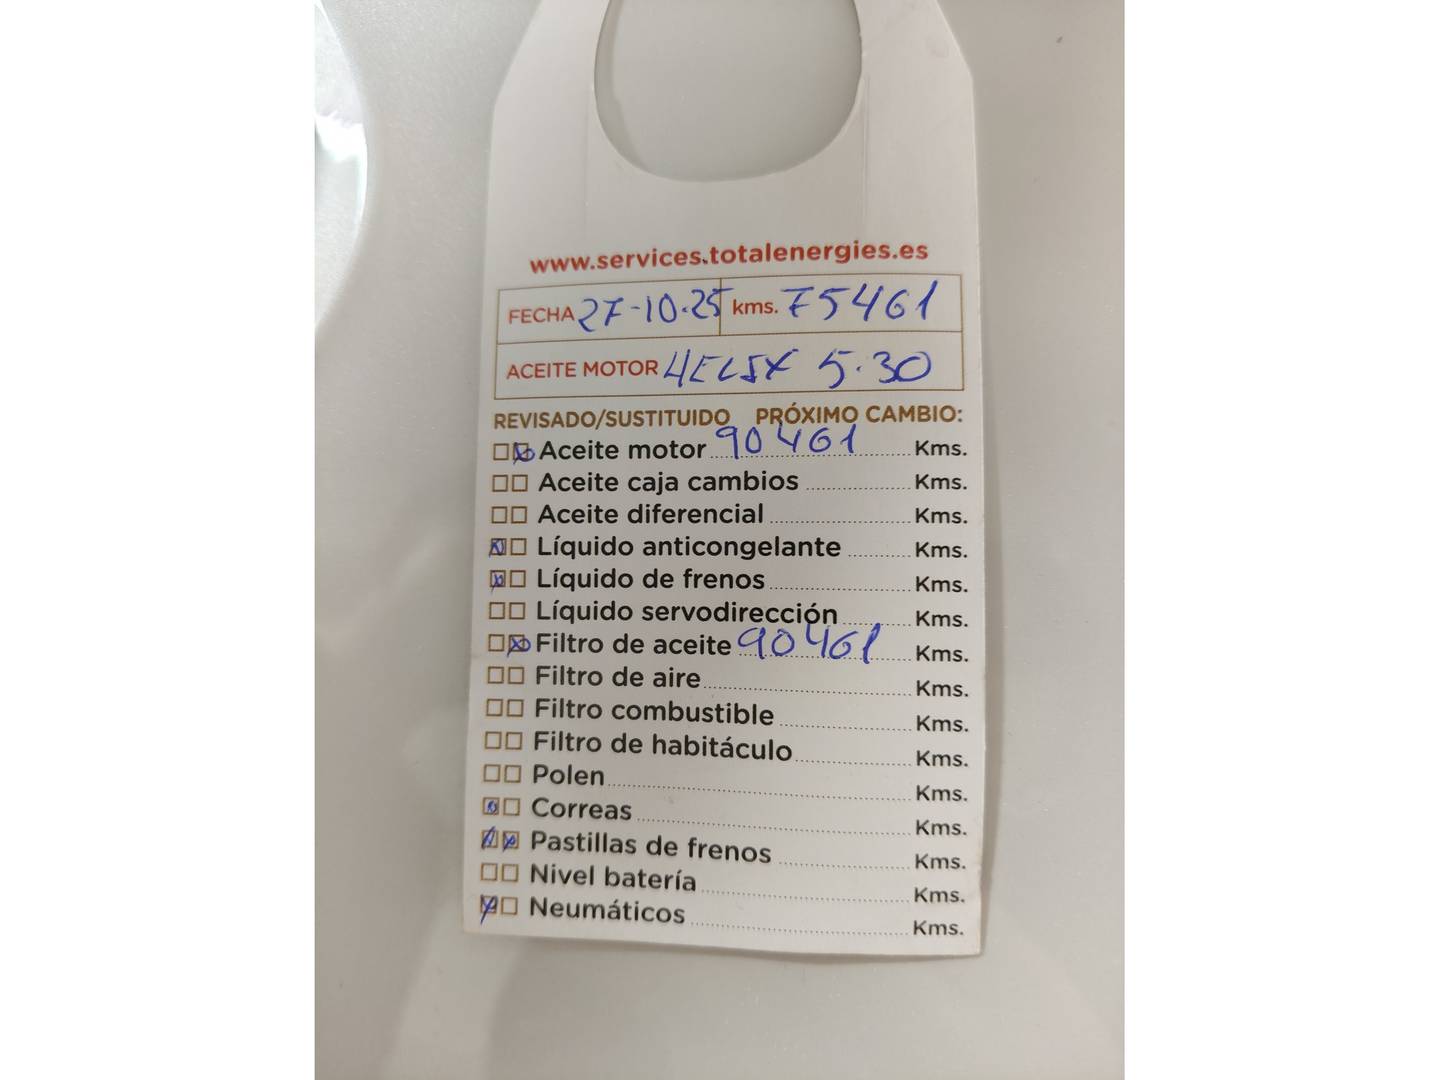 www.services.totalenergies.es
FECHA 27-10-25 kms. 75461
ACEITE MOTOR HELIX 5.30
REVISADO/SUSTITUIDO PRÓXIMO CAMBIO:
Aceite motor 90461 Kms.
Aceite caja cambios Kms.
Aceite diferencial Kms.
Líquido anticongelante Kms.
Líquido de frenos Kms.
Líquido servodirección Kms.
Filtro de aceite 90461 Kms.
Filtro de aire Kms.
Filtro combustible Kms.
Filtro de habitáculo Kms.
Polen Kms.
Correas Kms.
Pastillas de frenos Kms.
Nivel batería Kms.
Neumáticos Kms.